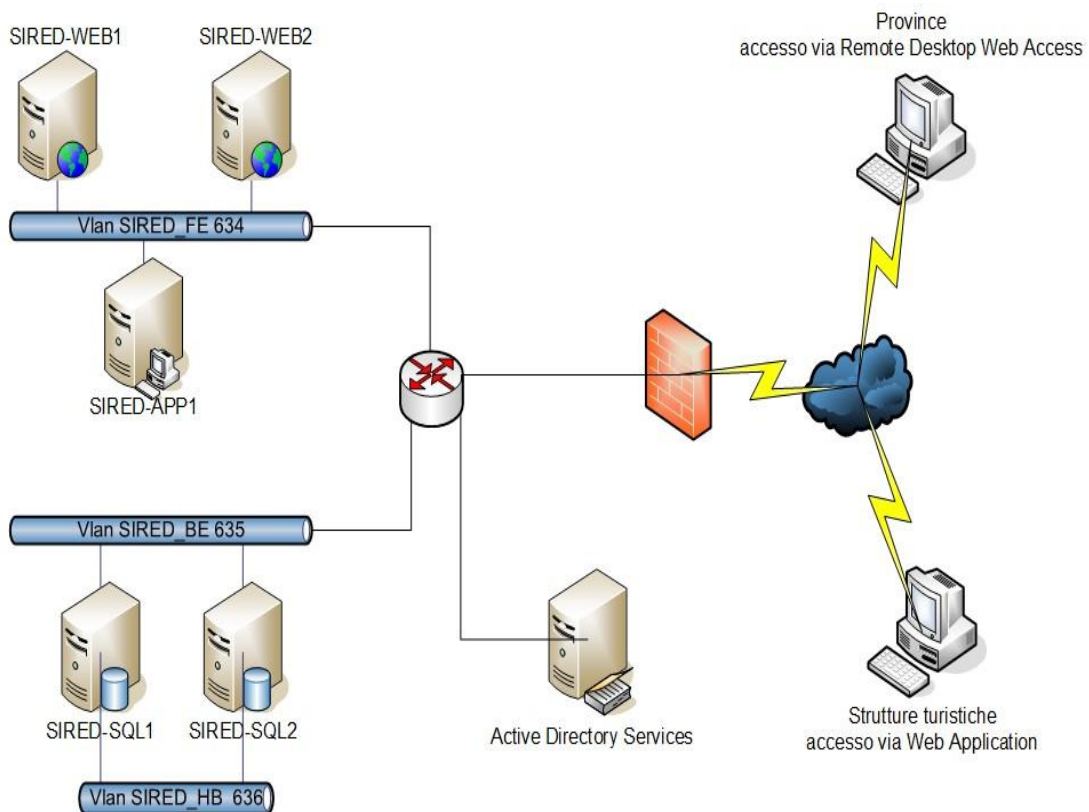 SIRED-WEB1
SIRED-WEB2
Province
accesso via Remote Desktop Web Access
Vlan SIRED_FE 634
SIRED-APP1
Vlan SIRED_BE 635
SIRED-SQL1
SIRED-SQL2
Active Directory Services
Strutture turistiche
accesso via Web Application
Vlan SIRED_HB 636